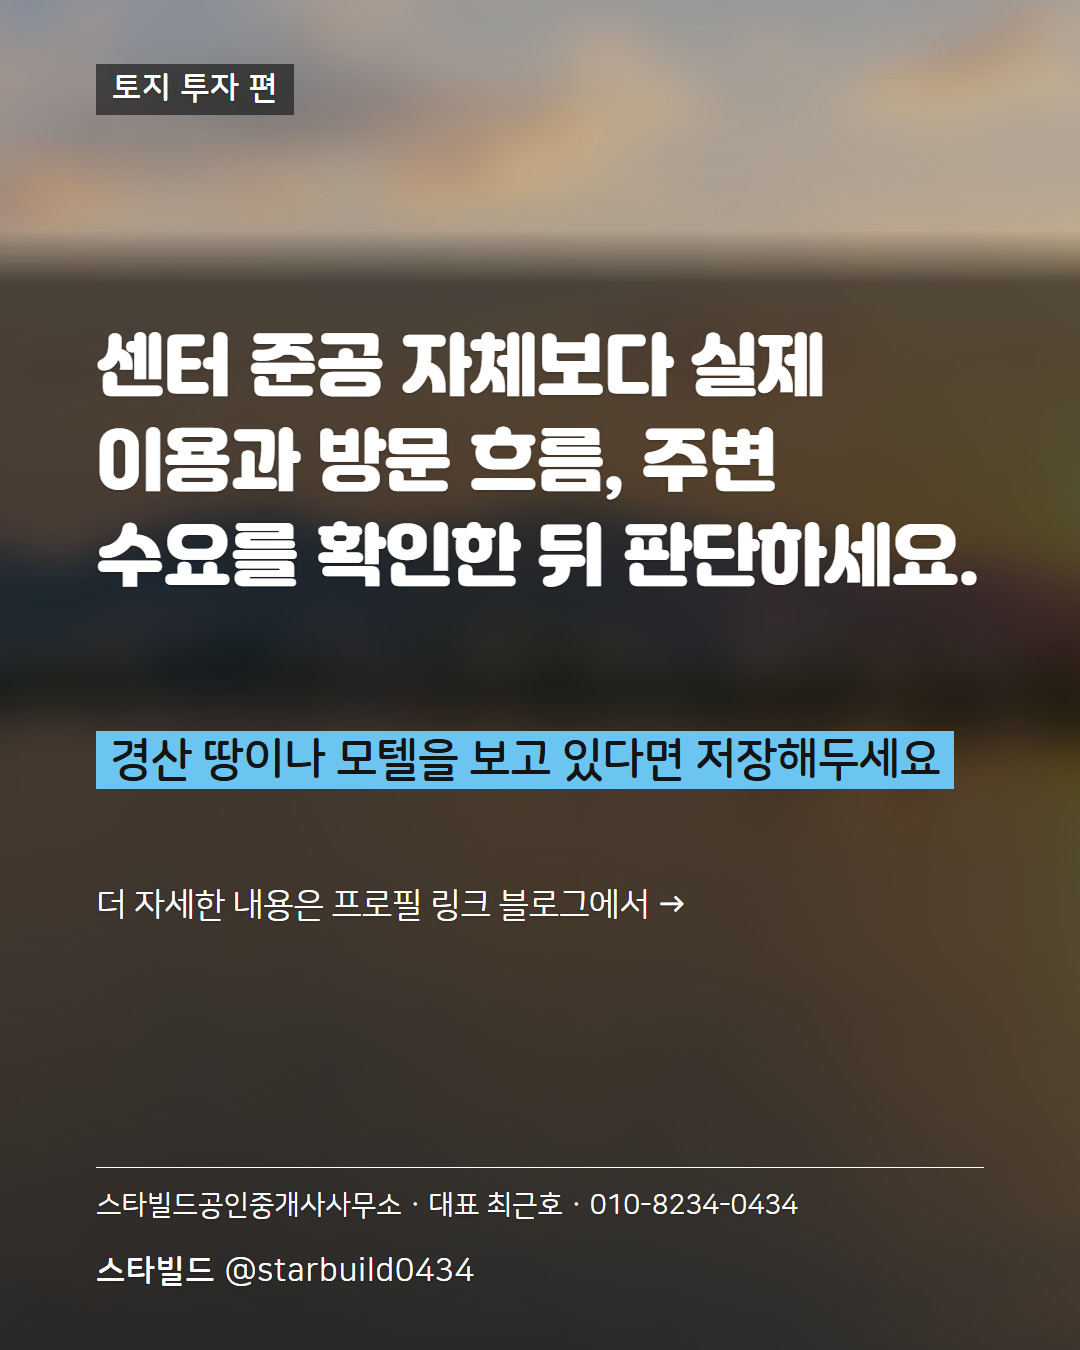 토지 투자 편
센터 준공 자체보다 실제
이용과 방문 흐름, 주변
수요를 확인한 뒤 판단하세요.
경산 땅이나 모텔을 보고 있다면 저장해두세요
더 자세한 내용은 프로필 링크 블로그에서 →
스타빌드공인중개사사무소 · 대표 최근호 · 010-8234-0434
스타빌드 @starbuild0434